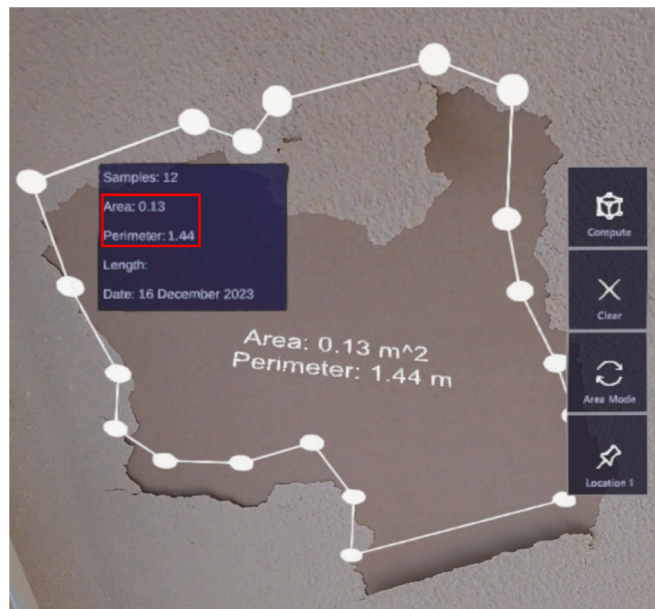 Samples: 12
Area: 0.13
Perimeter: 1.44
Length:
Date: 16 December 2023
Area: 0.13 m^2
Perimeter: 1.44 m
Compute
Clear
Area Mode
Location 1